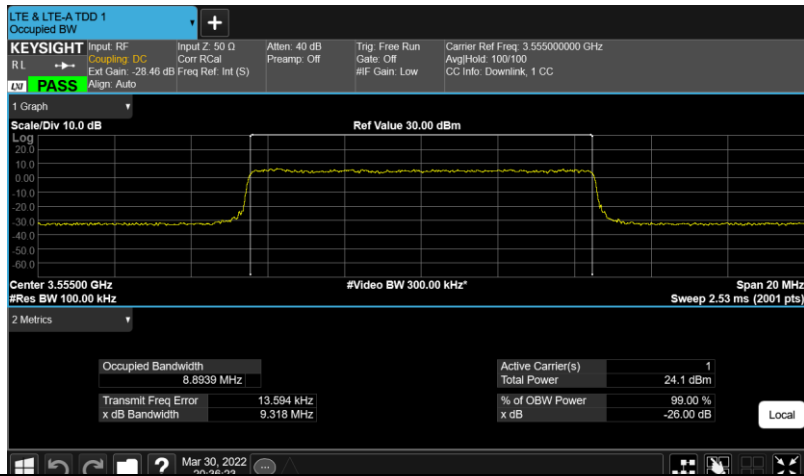 LTE & LTE-A TDD 1
Occupied BW
KEYSIGHT
R L
LXI
PASS
Input: RF
Coupling: DC
Ext Gain: -28.46 dB
Align: Auto
Input Z: 50 Ω
Corr RCal
Freq Ref: Int (S)
Atten: 40 dB
Preamp: Off
Trig: Free Run
Gate: Off
#IF Gain: Low
Carrier Ref Freq: 3.555000000 GHz
Avg|Hold: 100/100
CC Info: Downlink, 1 CC
1 Graph
Scale/Div 10.0 dB
Ref Value 30.00 dBm
Log
20.0
10.0
0.00
-10.0
-20.0
-30.0
-40.0
-50.0
-60.0
Center 3.55500 GHz
#Video BW 300.00 kHz*
Span 20 MHz
#Res BW 100.00 kHz
Sweep 2.53 ms (2001 pts)
2 Metrics
Occupied Bandwidth
8.8939 MHz
Transmit Freq Error 13.594 kHz
x dB Bandwidth 9.318 MHz
Active Carrier(s) 1
Total Power 24.1 dBm
% of OBW Power 99.00 %
x dB -26.00 dB
Local
?
Mar 30, 2022
20:36:23